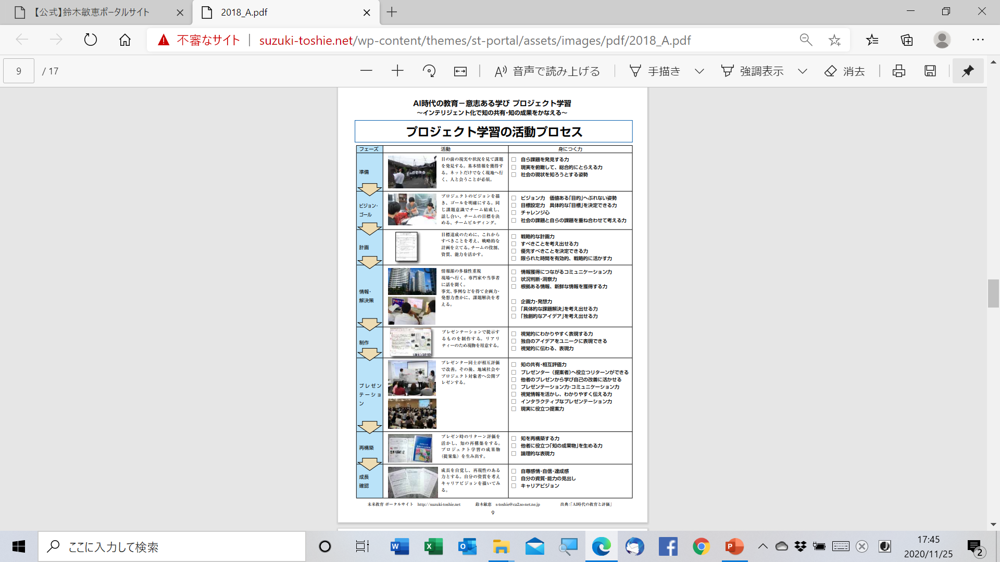 【公式】鈴木敏恵ポータルサイト
2018_A.pdf
不審なサイト
suzuki-toshie.net/wp-content/themes/st-portal/assets/images/pdf/2018_A.pdf
9 / 17
音声で読み上げる
手描き
強調表示
消去
AI時代の教育－意志ある学び プロジェクト学習
～インテリジェント化で知の共有・知の成果をかなえる～
プロジェクト学習の活動プロセス
フェーズ 活動 身につく力
準備
目の前の現実や状況を見て課題
を発見する。基本情報を獲得す
る。ネットだけでなく現地へ行
く、人と会うことが必須。
□ 自ら課題を発見する力
□ 現実を俯瞰して、総合的にとらえる力
□ 社会の現状を知ろうとする姿勢
ビジョン・
ゴール
プロジェクトのビジョンを描
き、ゴールを明確にする。同
じ課題意識でチーム結成し、
話し合い、チームの目標を決
める、チームビルディング。
□ ビジョン力　価値ある「目的」へぶれない姿勢
□ 目標設定力　具体的な「目標」を決定できる力
□ チャレンジ心
□ 社会の課題と自らの課題を重ね合わせて考える力
計画
目標達成のために、これから
すべきことを考え、戦略的な
計画を立てる。チームの役割、
資質、能力を活かす。
□ 戦略的な計画力
□ すべきことを考え出せる力
□ 優先すべきことを決定できる力
□ 限られた時間を有効的、戦略的に活かす力
情報・
解決策
情報源の多様性重視
現場へ行く。専門家や当事者
に話を聞く。
事実、事例などを得て企画力・
発想力豊かに、課題解決を考
える。
□ 情報獲得につながるコミュニケーション力
□ 状況判断・洞察力
□ 根拠ある情報、新鮮な情報を獲得する力
□ 企画力・発想力
□ 「具体的な課題解決」を考え出せる力
□ 「独創的なアイデア」を考え出せる力
制作
プレゼンテーションで提示す
るものを制作する。リアリ
ティーのため現物を用意する。
□ 視覚的にわかりやすく表現する力
□ 独自のアイデアをユニークに表現できる
□ 視覚的に伝わる、表現力
プレゼン
テーショ
ン
プレゼンター同士が相互評価
で改善。その後、地域社会や
プロジェクト対象者へ公開プ
レゼンする。
□ 知の共有・相互評価力
□ プレゼンター（提案者）へ役立つリターンができる
□ 他者のプレゼンから学び自己の改善に活かせる
□ プレゼンテーション力・コミュニケーション力
□ 視覚情報を活かし、わかりやすく伝える力
□ インタラクティブなプレゼンテーション力
□ 現実に役立つ提案力
再構築
プレゼン時のリターン評価を
活かし、知の再構築をする。
プロジェクト学習の成果物
（提案集）を生み出す。
□ 知を再構築する力
□ 他者に役立つ「知の成果物」を生める力
□ 論理的な表現力
成長
確認
成長を自覚し、再現性のある
力とする。自分の資質を考え
キャリアビジョンを描いてみ
る。
□ 自尊感情・自信・達成感
□ 自分の資質・能力の見出し
□ キャリアビジョン
未来教育 ポータルサイト　http://suzuki-toshie.net　鈴木敏恵　s-toshie@ca2.so-net.ne.jp　出典：「AI時代の教育と評価」
9
ここに入力して検索
17:45
2020/11/25
2